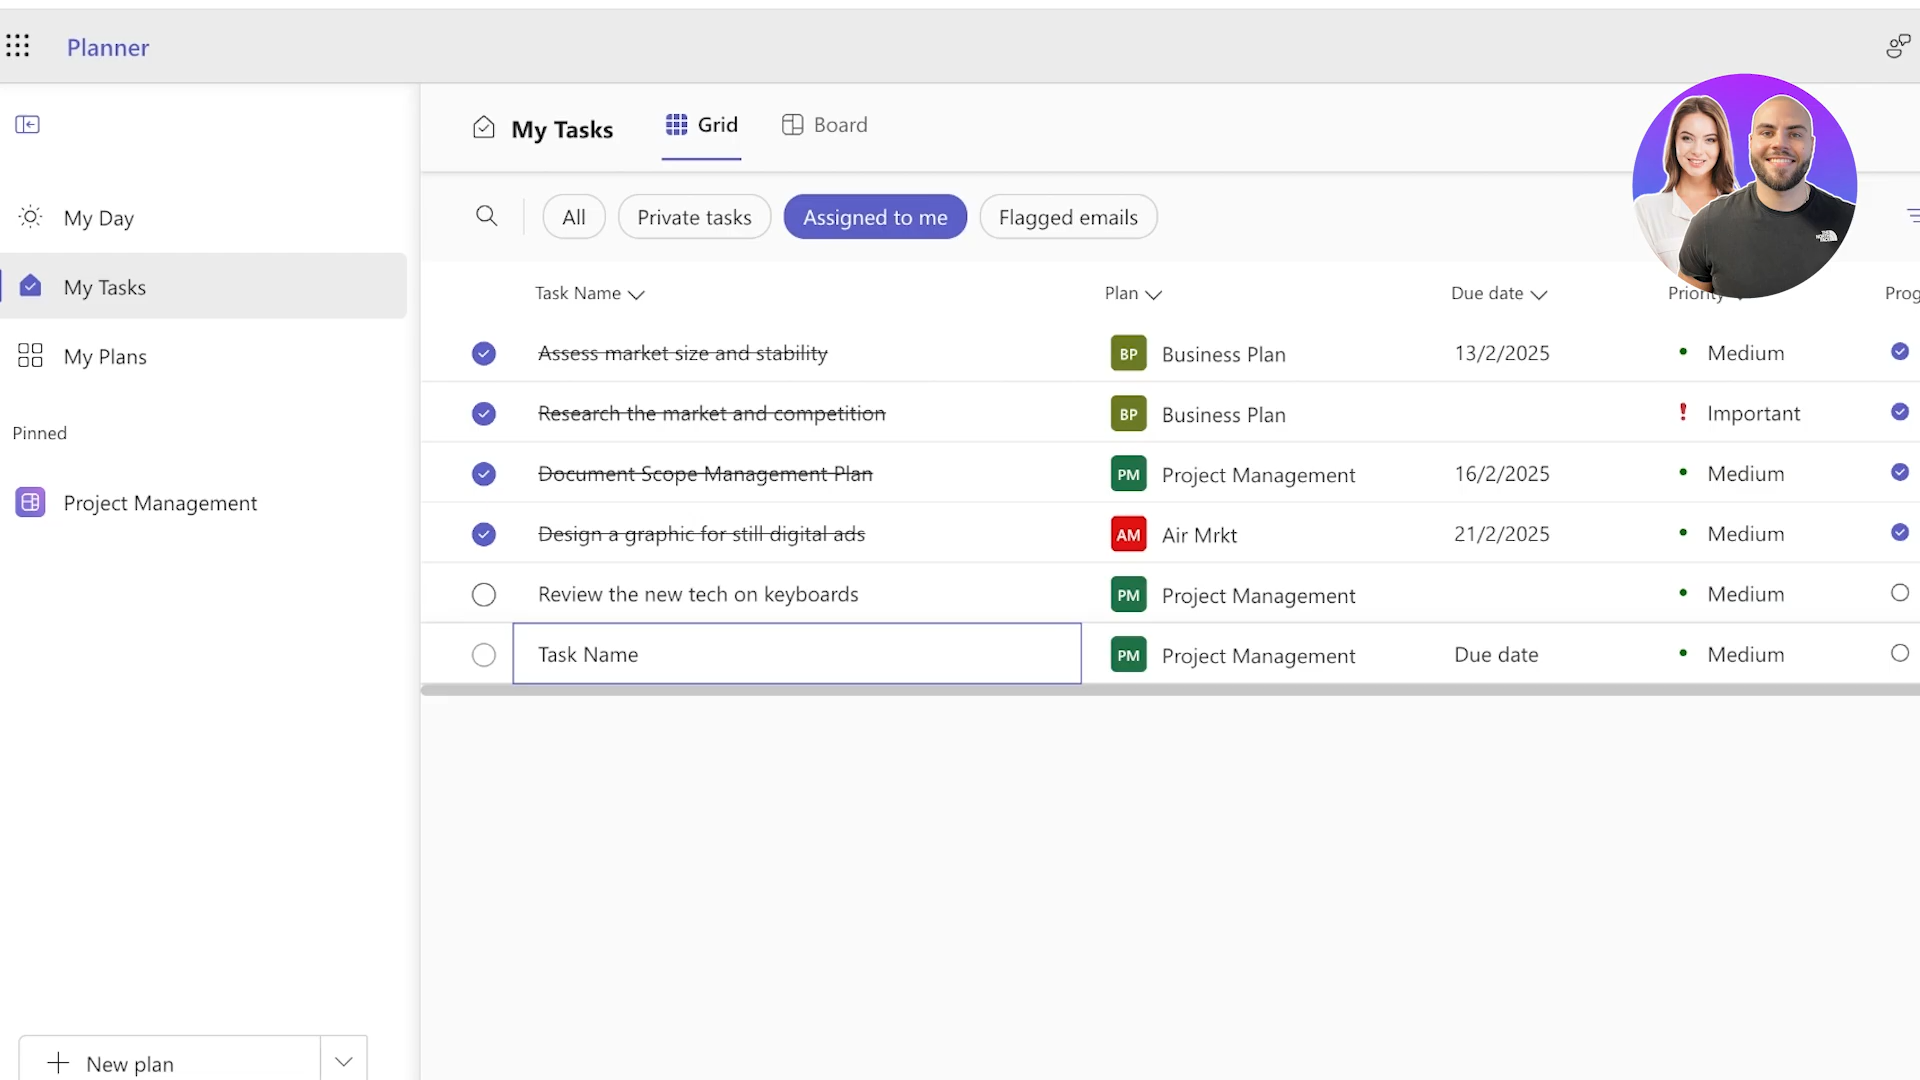 Planner
My Tasks
Grid
Board
My Day
My Tasks
My Plans
Pinned
Project Management
All
Private tasks
Assigned to me
Flagged emails
Task Name
Plan
Due date
Priority
Prog
Assess market size and stability
BP
Business Plan
13/2/2025
Medium
Research the market and competition
BP
Business Plan
Important
Document Scope Management Plan
PM
Project Management
16/2/2025
Medium
Design a graphic for still digital ads
AM
Air Mrkt
21/2/2025
Medium
Review the new tech on keyboards
PM
Project Management
Medium
Task Name
PM
Project Management
Due date
Medium
New plan